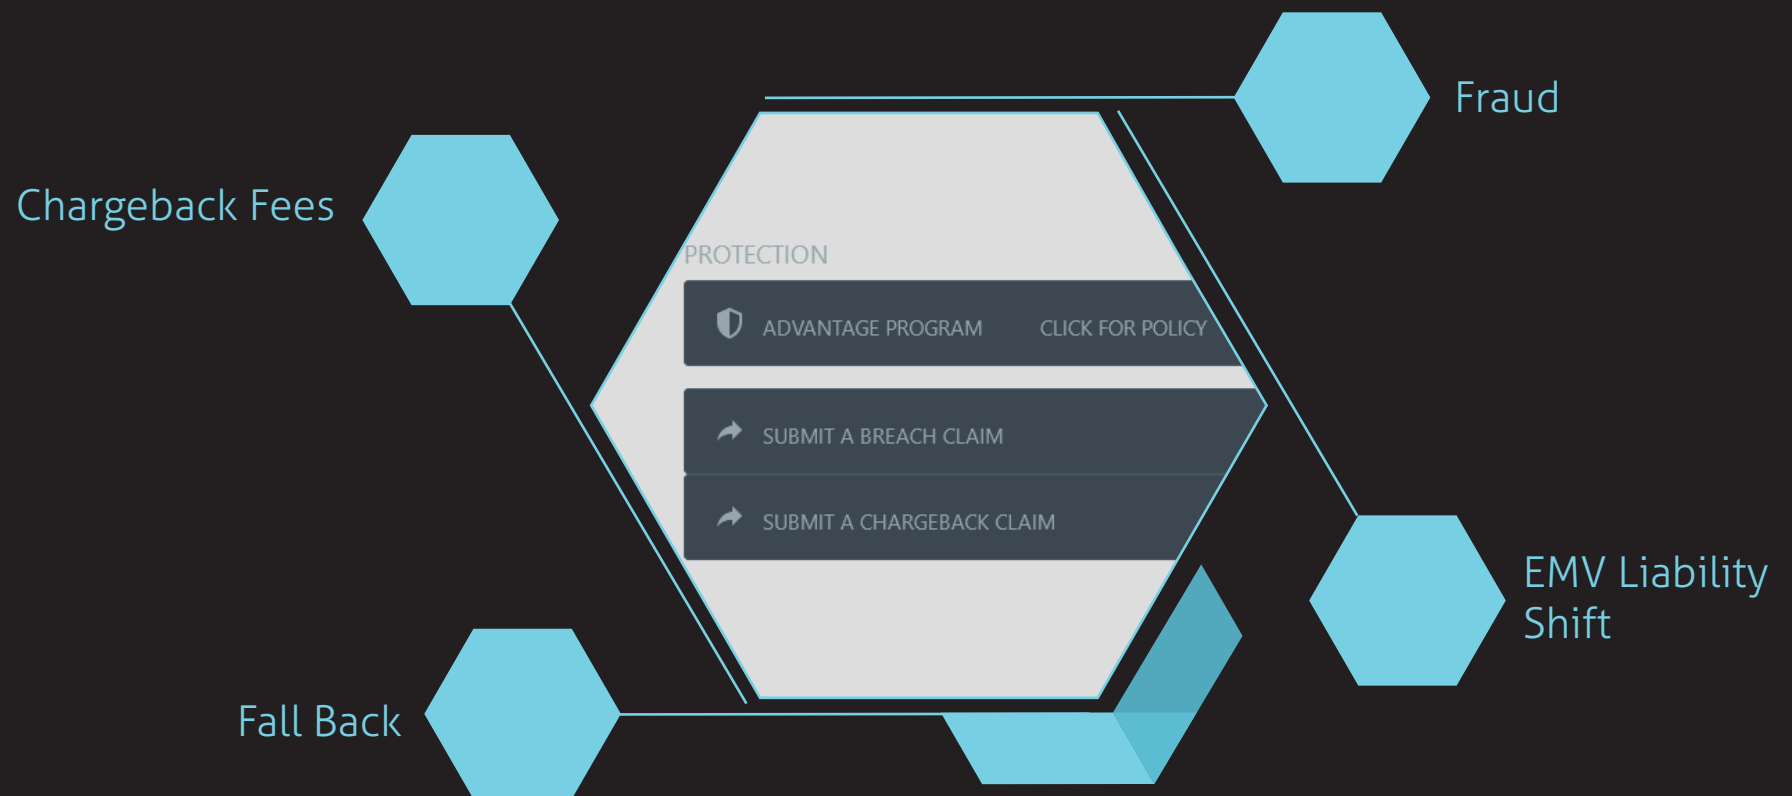 Fraud
Chargeback Fees
PROTECTION
ADVANTAGE PROGRAM CLICK FOR POLICY
SUBMIT A BREACH CLAIM
SUBMIT A CHARGEBACK CLAIM
EMV Liability
Shift
Fall Back